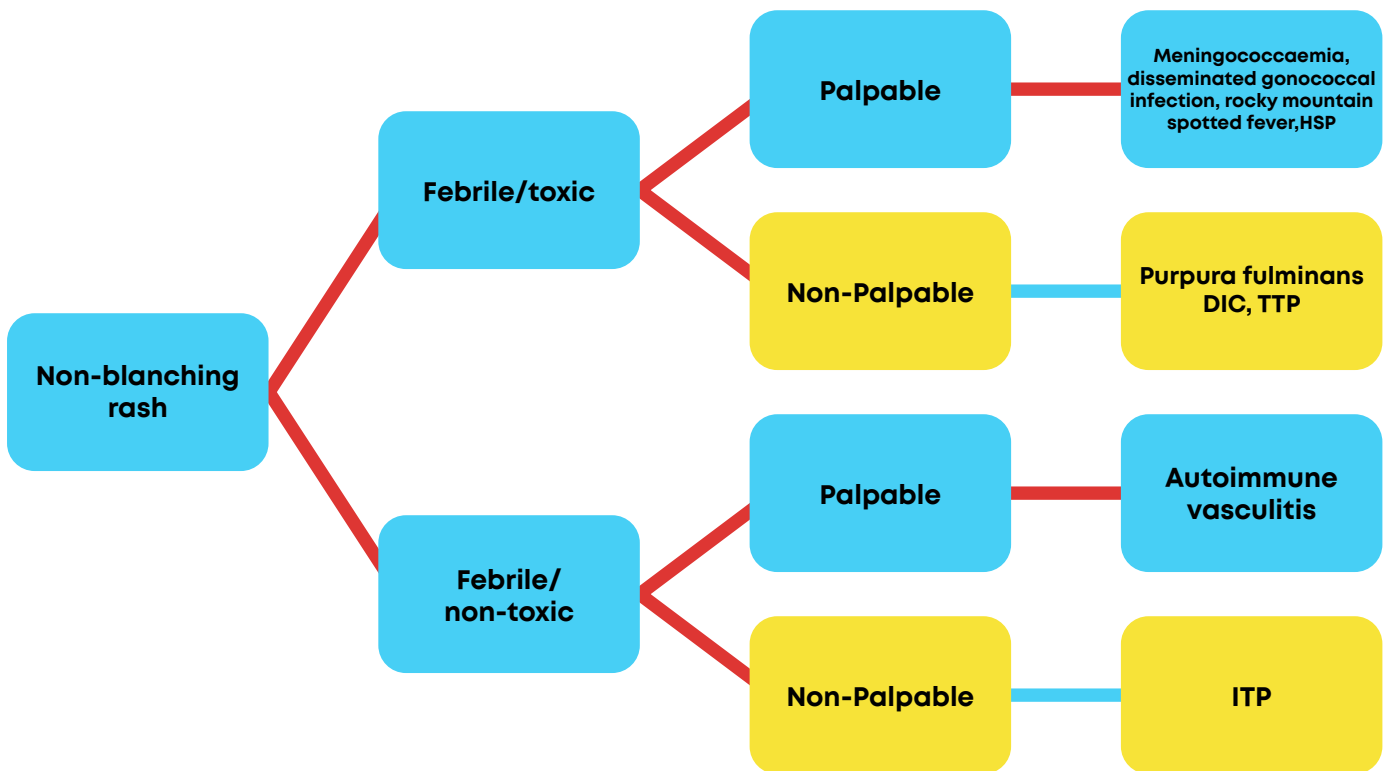 Non-blanching
rash
Febrile/toxic
Palpable
Meningococcaemia,
disseminated gonococcal
infection, rocky mountain
spotted fever,HSP
Non-Palpable
Purpura fulminans
DIC, TTP
Febrile/
non-toxic
Palpable
Autoimmune
vasculitis
Non-Palpable
ITP